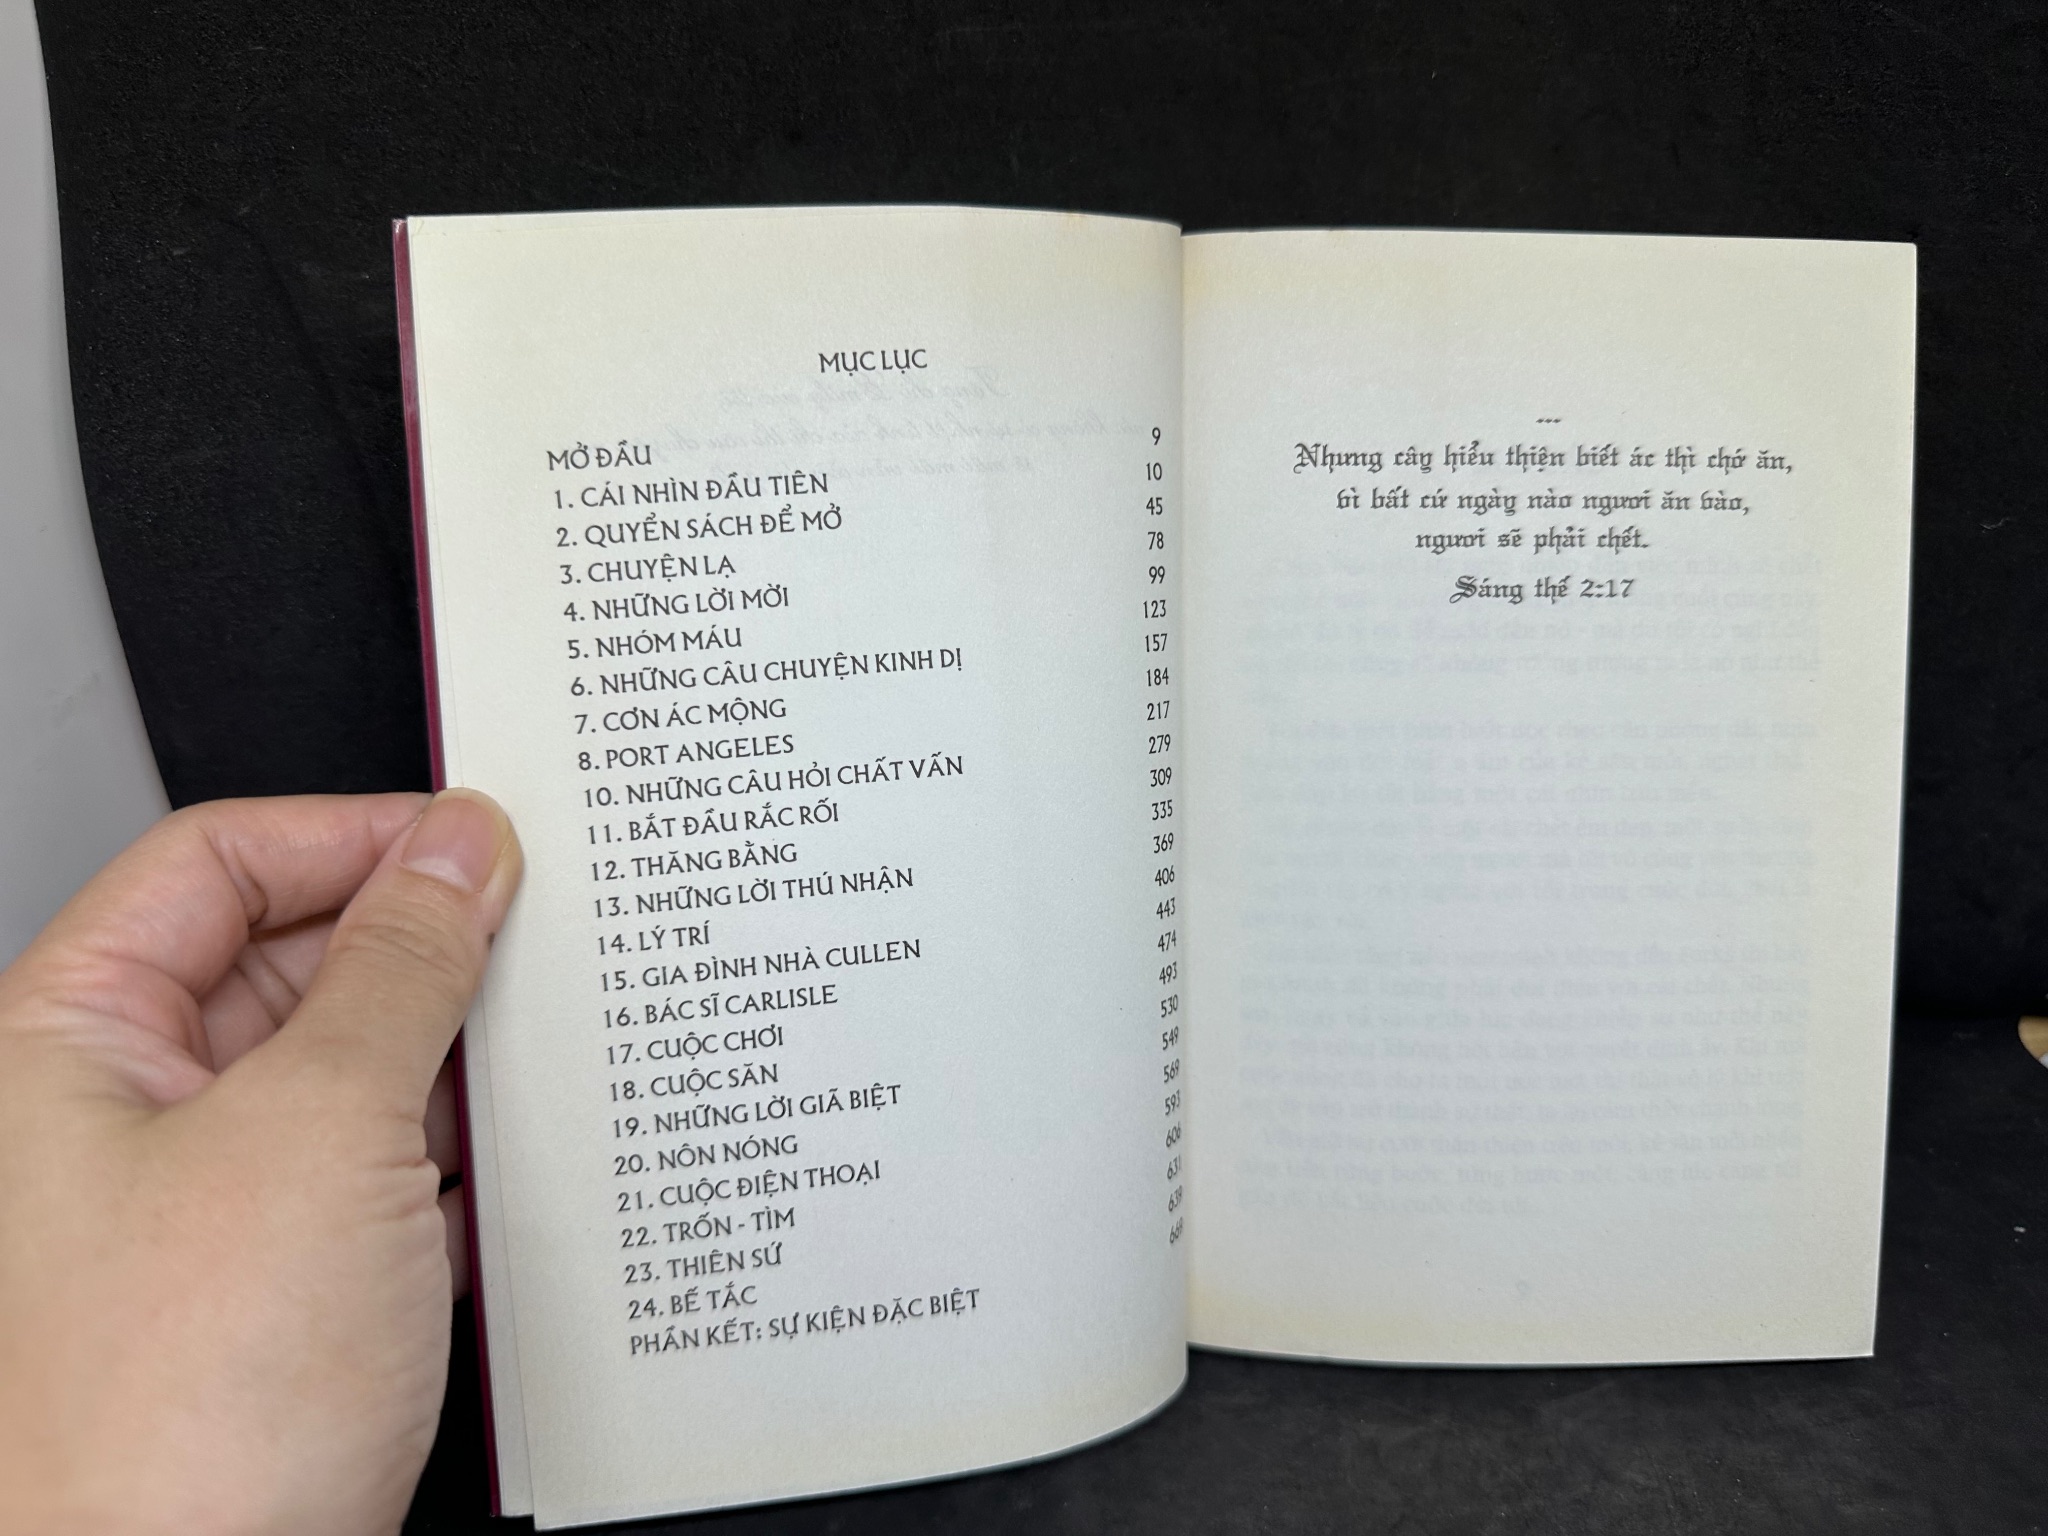 MỤC LỤC
MỞ ĐẦU 9
1. CÁI NHÌN ĐẦU TIÊN 10
2. QUYỂN SÁCH ĐỂ MỞ 45
3. CHUYỆN LẠ 78
4. NHỮNG LỜI MỜI 99
5. NHÓM MÁU 123
6. NHỮNG CÂU CHUYỆN KINH DỊ 157
7. CƠN ÁC MỘNG 184
8. PORT ANGELES 217
10. NHỮNG CÂU HỎI CHẤT VẤN 279
11. BẮT ĐẦU RẮC RỐI 309
12. THĂNG BẰNG 335
13. NHỮNG LỜI THÚ NHẬN 369
14. LÝ TRÍ 406
15. GIA ĐÌNH NHÀ CULLEN 443
16. BÁC SĨ CARLISLE 474
17. CUỘC CHƠI 493
18. CUỘC SĂN 530
19. NHỮNG LỜI GIÃ BIỆT 549
20. NÔN NÓNG 569
21. CUỘC ĐIỆN THOẠI 593
22. TRỐN - TÌM 606
23. THIÊN SỨ 631
24. BẾ TẮC 639
PHẦN KẾT: SỰ KIỆN ĐẶC BIỆT 669
...
Nhưng cây hiểu thiện biết ác thì chớ ăn,
vì bất cứ ngày nào ngươi ăn vào,
ngươi sẽ phải chết.
Sáng thế 2:17